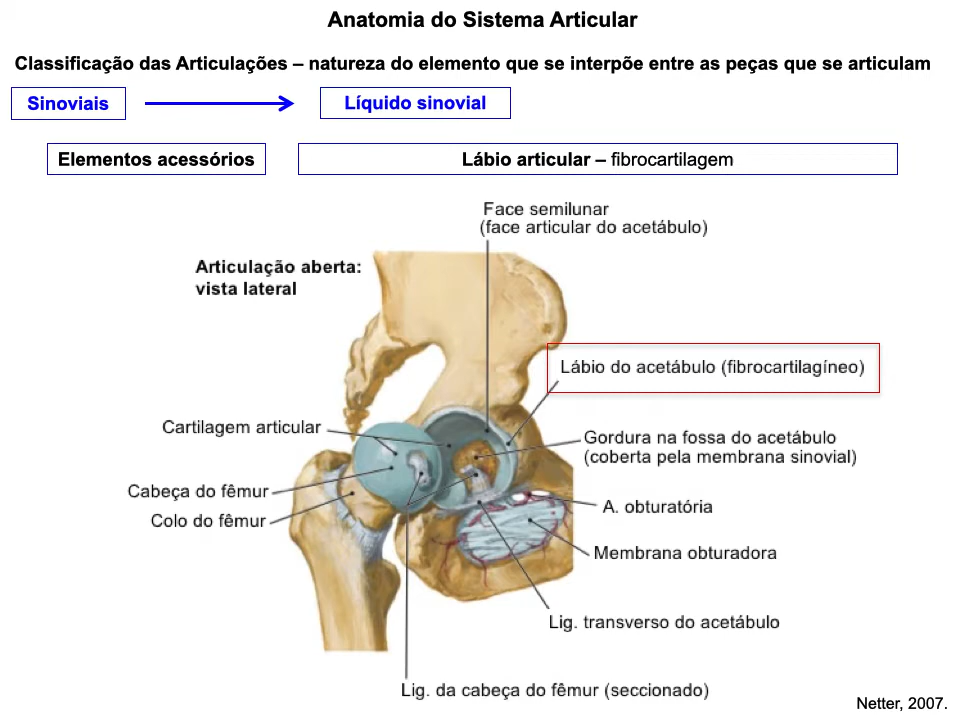 Anatomia do Sistema Articular
Classificação das Articulações – natureza do elemento que se interpõe entre as peças que se articulam
Sinoviais
Líquido sinovial
Elementos acessórios
Lábio articular – fibrocartilagem
Face semilunar
(face articular do acetábulo)
Articulação aberta:
vista lateral
Lábio do acetábulo (fibrocartilagíneo)
Cartilagem articular
Gordura na fossa do acetábulo
(coberta pela membrana sinovial)
Cabeça do fêmur
A. obturatória
Colo do fêmur
Membrana obturadora
Lig. transverso do acetábulo
Lig. da cabeça do fêmur (seccionado)
Netter, 2007.